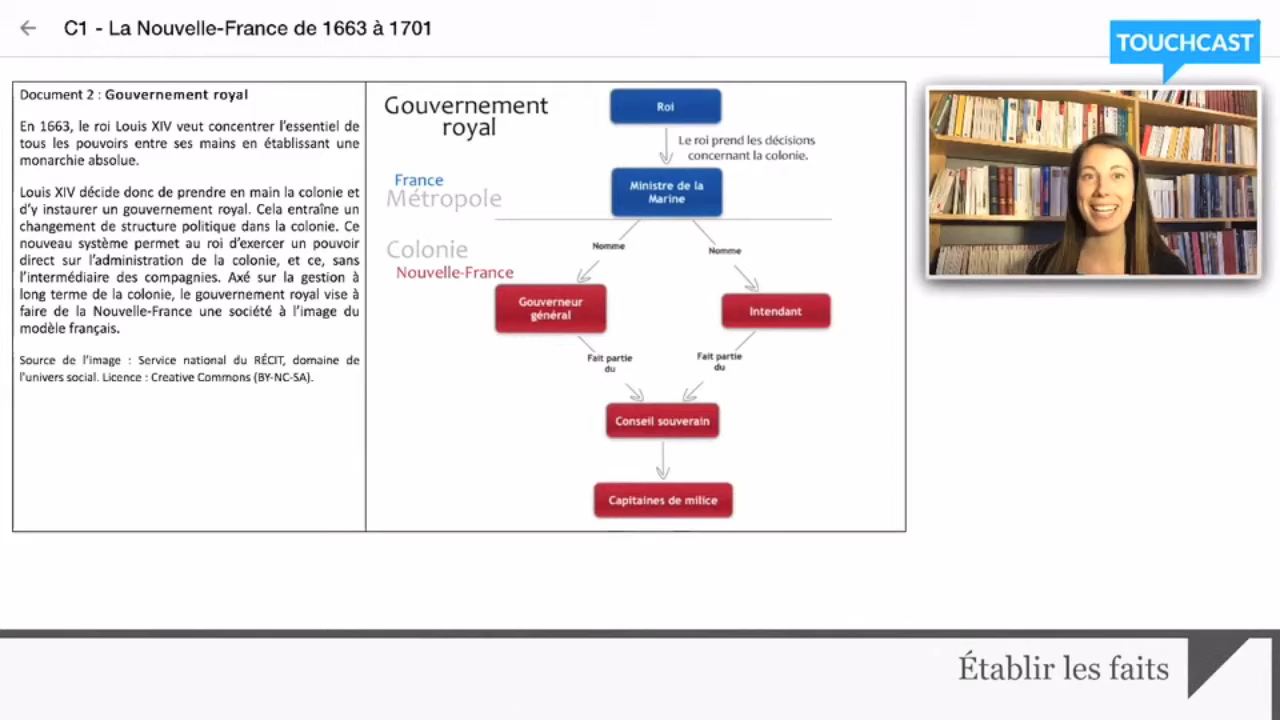 C1 - La Nouvelle-France de 1663 à 1701
TOUCHCAST
Document 2 : Gouvernement royal
En 1663, le roi Louis XIV veut concentrer l'essentiel de
tous les pouvoirs entre ses mains en établissant une
monarchie absolue.
Louis XIV décide donc de prendre en main la colonie et
d'y instaurer un gouvernement royal. Cela entraîne un
changement de structure politique dans la colonie. Ce
nouveau système permet au roi d'exercer un pouvoir
direct sur l'administration de la colonie, et ce, sans
l'intermédiaire des compagnies. Axé sur la gestion à
long terme de la colonie, le gouvernement royal vise à
faire de la Nouvelle-France une société à l'image du
modèle français.
Source de l'image : Service national du RÉCIT, domaine de
l'univers social. Licence : Creative Commons (BY-NC-SA).
Gouvernement
royal
Roi
Le roi prend les décisions
concernant la colonie.
France
Métropole
Ministre de la
Marine
Colonie
Nouvelle-France
Nomme
Nomme
Gouverneur
général
Intendant
Fait partie
du
Fait partie
du
Conseil souverain
Capitaines de milice
Établir les faits